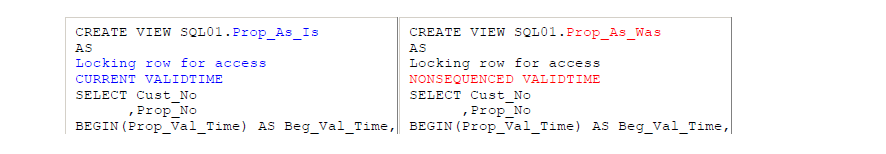 CREATE VIEW SQL01.Prop_As_Is
AS
Locking row for access
CURRENT VALIDTIME
SELECT Cust_No
,Prop_No
BEGIN(Prop_Val_Time) AS Beg_Val_Time,
CREATE VIEW SQL01.Prop_As_Was
AS
Locking row for access
NONSEQUENCED VALIDTIME
SELECT Cust_No
,Prop_No
BEGIN(Prop_Val_Time) AS Beg_Val_Time,